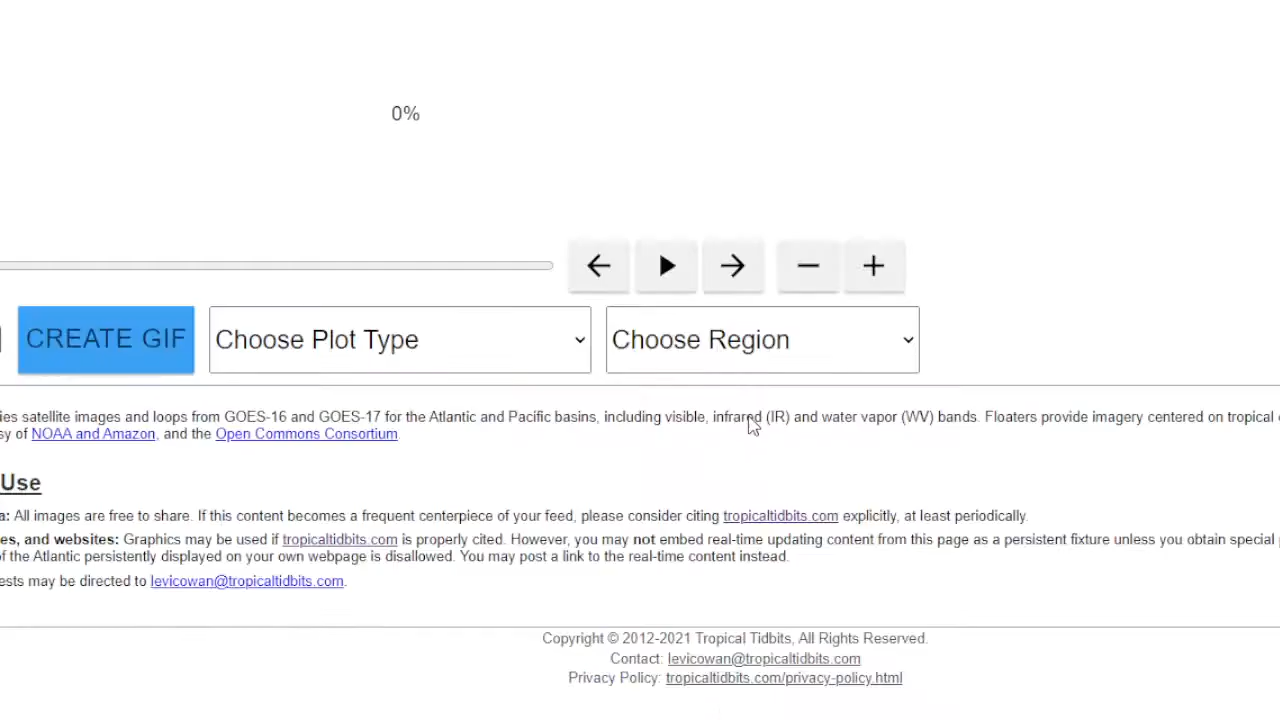 0%
CREATE GIF Choose Plot Type Choose Region
satellite images and loops from GOES-16 and GOES-17 for the Atlantic and Pacific basins, including visible, infrared (IR) and water vapor (WV) bands. Floaters provide imagery centered on tropical
of NOAA and Amazon, and the Open Commons Consortium
Use
All images are free to share. If this content becomes a frequent centerpiece of your feed, please consider citing tropicaltidbits.com explicitly, at least periodically.
and websites: Graphics may be used if tropicaltidbits.com is properly cited. However, you may not embed real-time updating content from this page as a persistent fixture unless you obtain special
of the Atlantic persistently displayed on your own webpage is disallowed. You may post a link to the real-time content instead.
may be directed to levicowan@tropicaltidbits.com.
Copyright © 2012-2021 Tropical Tidbits, All Rights Reserved.
Contact: levicowan@tropicaltidbits.com
Privacy Policy: tropicaltidbits.com/privacy-policy.html